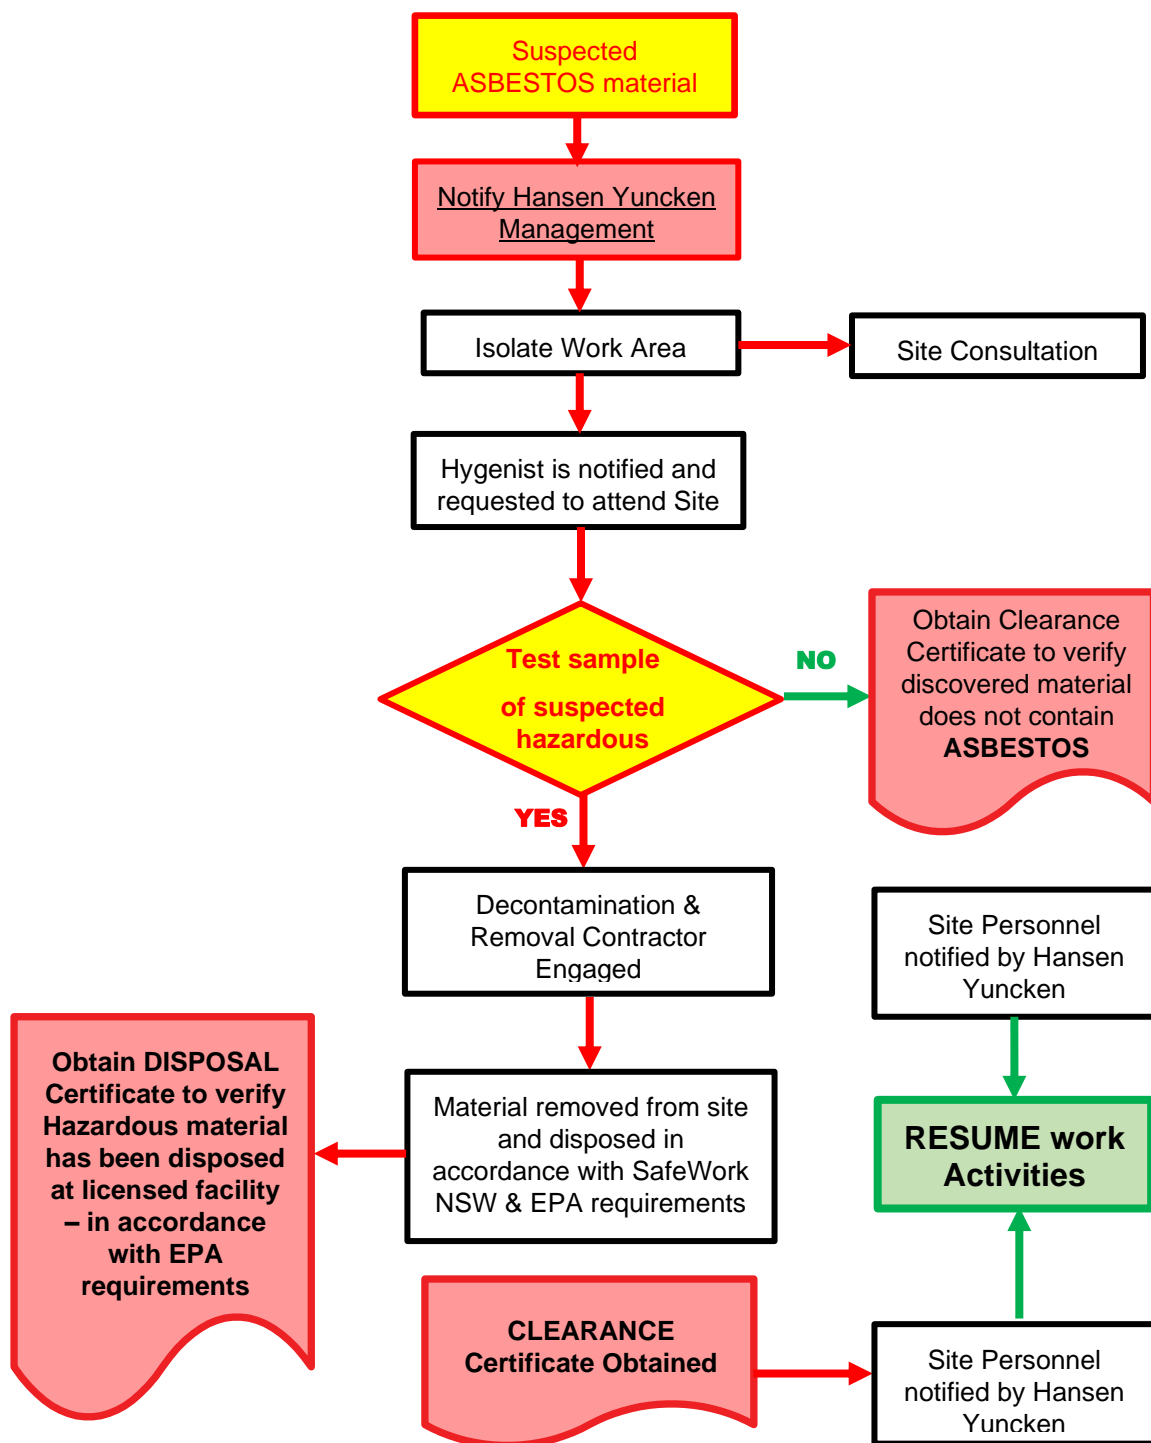 Suspected
ASBESTOS material
Notify Hansen Yuncken
Management
Isolate Work Area
Site Consultation
Hygenist is notified and
requested to attend Site
Test sample
of suspected
hazardous
NO
Obtain Clearance
Certificate to verify
discovered material
does not contain
ASBESTOS
YES
Decontamination &
Removal Contractor
Engaged
Site Personnel
notified by Hansen
Yuncken
Obtain DISPOSAL
Certificate to verify
Hazardous material
has been disposed
at licensed facility
– in accordance
with EPA
requirements
Material removed from site
and disposed in
accordance with SafeWork
NSW & EPA requirements
RESUME work
Activities
CLEARANCE
Certificate Obtained
Site Personnel
notified by Hansen
Yuncken